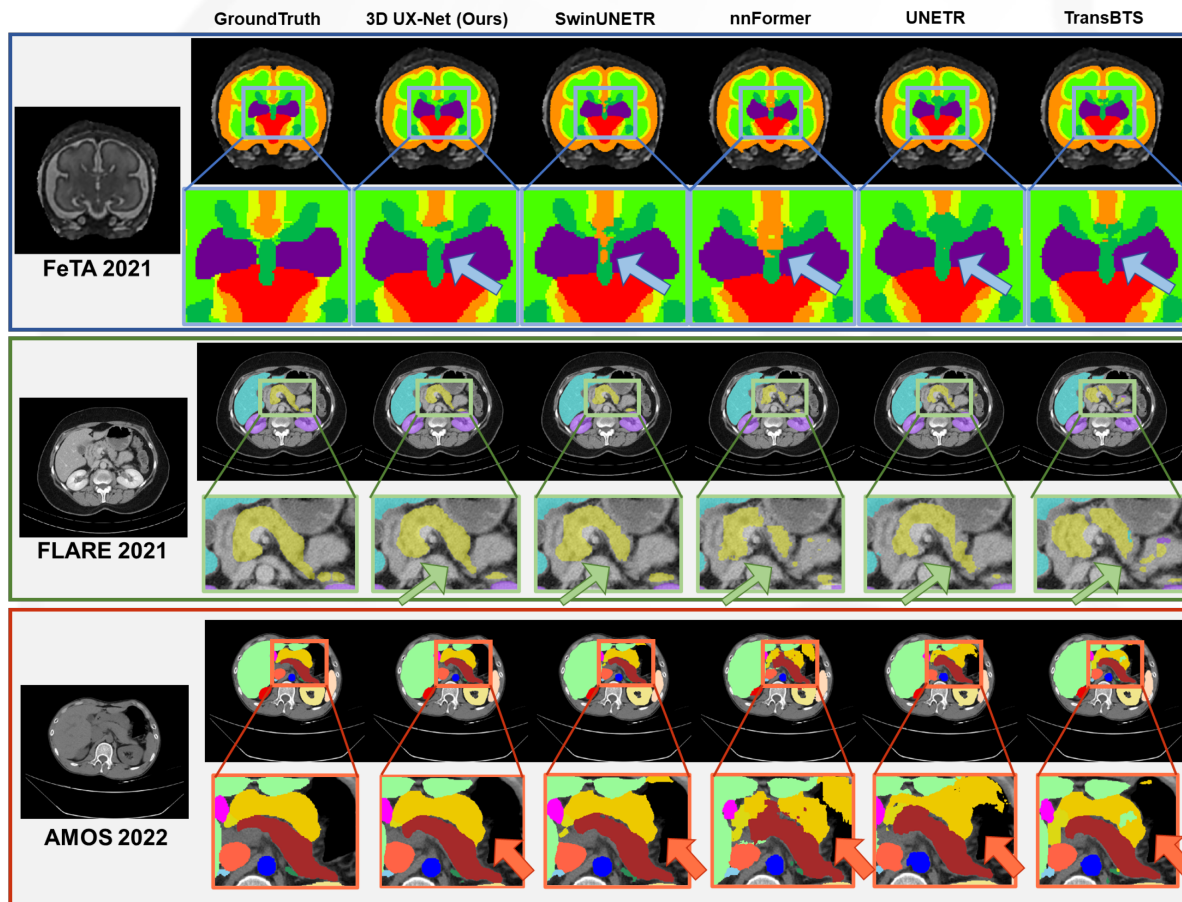 GroundTruth 3D UX-Net (Ours) SwinUNETR nnFormer UNETR TransBTS
FeTA 2021
FLARE 2021
AMOS 2022